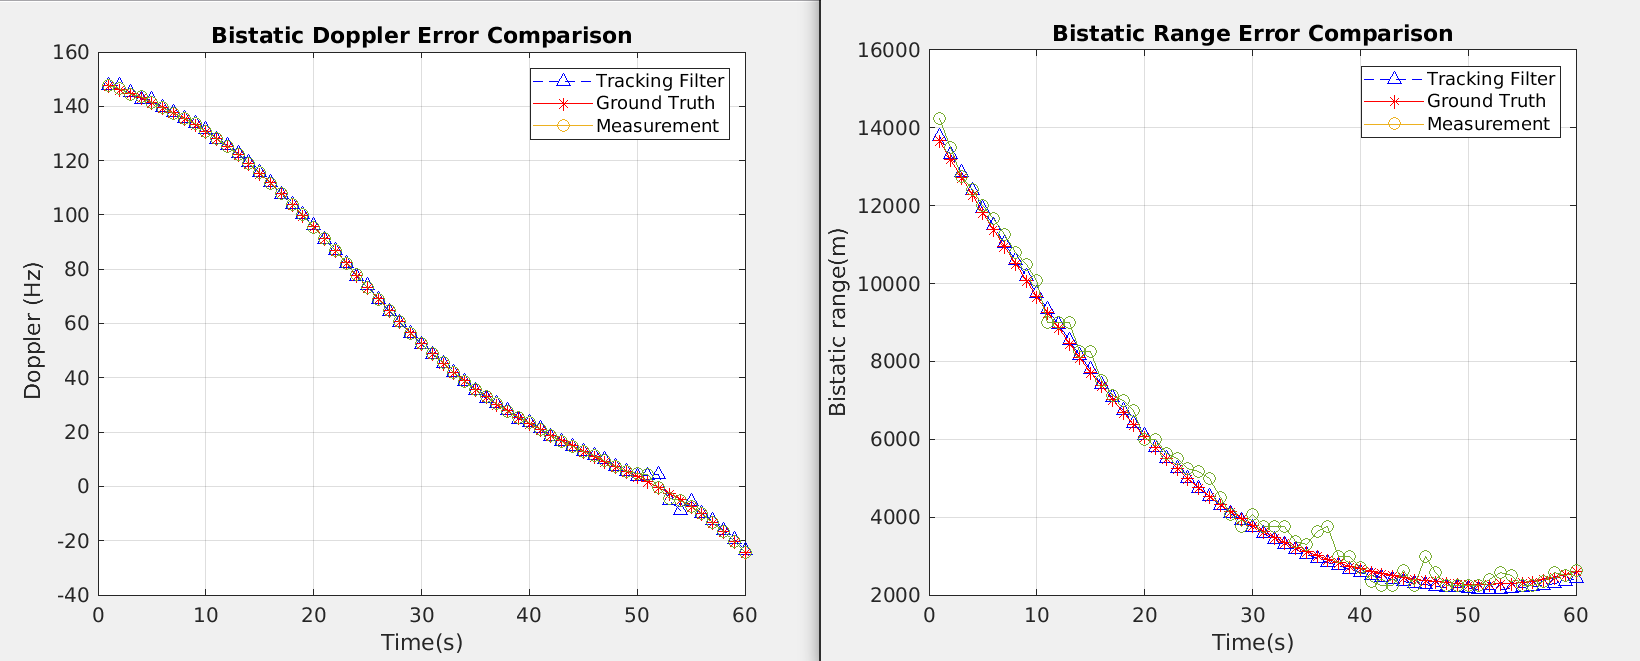 Bistatic Doppler Error Comparison
160
140
120
100
80
60
40
20
0
-20
-40
Doppler (Hz)
Tracking Filter
Ground Truth
Measurement
0 10 20 30 40 50 60
Time(s)
Bistatic Range Error Comparison
16000
14000
12000
10000
8000
6000
4000
2000
Bistatic range(m)
Tracking Filter
Ground Truth
Measurement
0 10 20 30 40 50 60
Time(s)